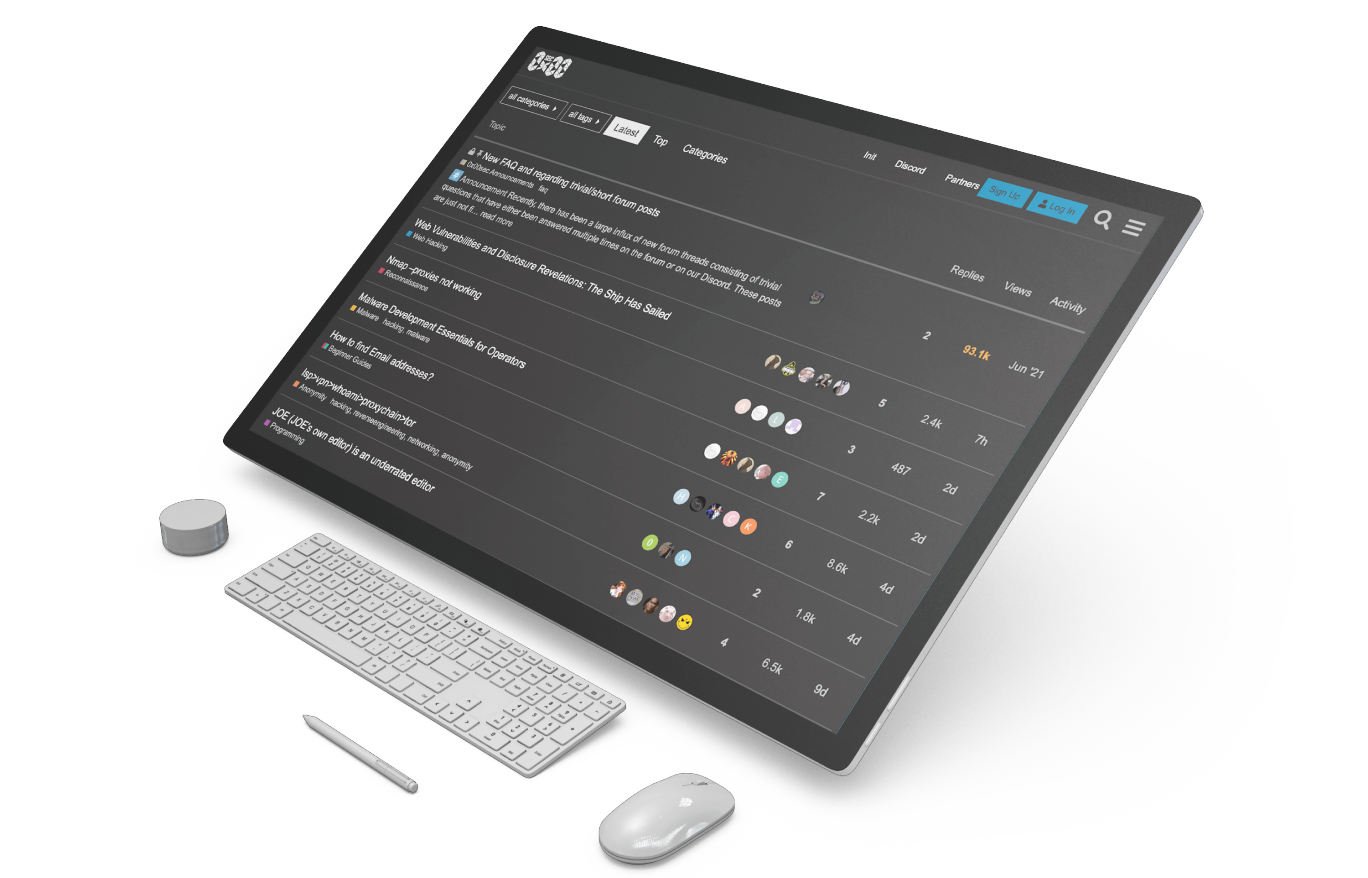 0x00
all categories
all tags
Latest
Top
Categories
Init
Discord
Partners
Sign Up
Log In
Topic
Replies
Views
Activity
New FAQ and regarding trivial/short forum posts
0x00sec Announcements faq
Announcement Recently, there has been a large influx of new forum threads consisting of trivial
questions that have either been answered multiple times on the forum or on our Discord. These posts
are just not fi... read more
2
93.1k
Jun '21
Web Vulnerabilities and Disclosure Revelations: The Ship Has Sailed
Web Hacking
5
2.4k
7h
Nmap –proxies not working
Reconnaissance
3
487
2d
Malware Development Essentials for Operators
Malware hacking, malware
E
7
2.2k
2d
How to find Email addresses?
Beginner Guides
H
C
K
6
8.6k
4d
Isp>vpn>whoami>proxychain>tor
Anonymity hacking, reverseengineering, networking, anonymity
D
N
2
1.8k
4d
JOE (JOE's own editor) is an underrated editor
Programming
4
6.5k
9d